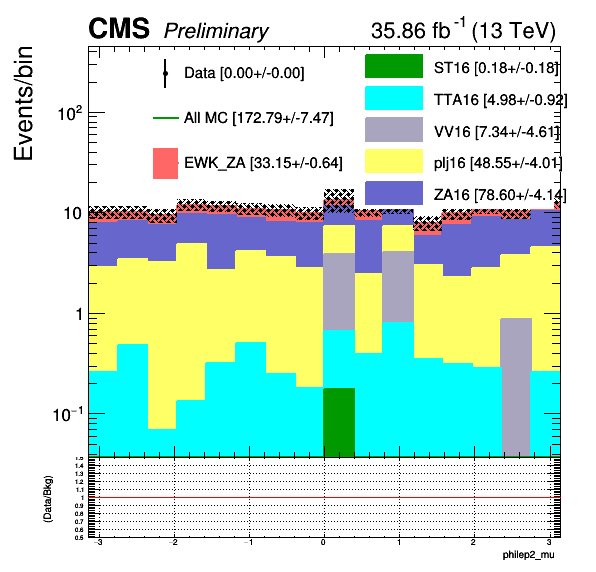 CMS Preliminary 35.86 fb⁻¹ (13 TeV)
Events/bin
Data [0.00+/-0.00]
All MC [172.79+/-7.47]
EWK_ZA [33.15+/-0.64]
ST16 [0.18+/-0.18]
TTA16 [4.98+/-0.92]
VV16 [7.34+/-4.61]
plj16 [48.55+/-4.01]
ZA16 [78.60+/-4.14]
10²
10
1
10⁻¹
(Data/Bkg)
1.5
1.4
1.3
1.2
1.1
1
0.9
0.8
0.7
0.6
0.5
-3 -2 -1 0 1 2 3
philep2_mu